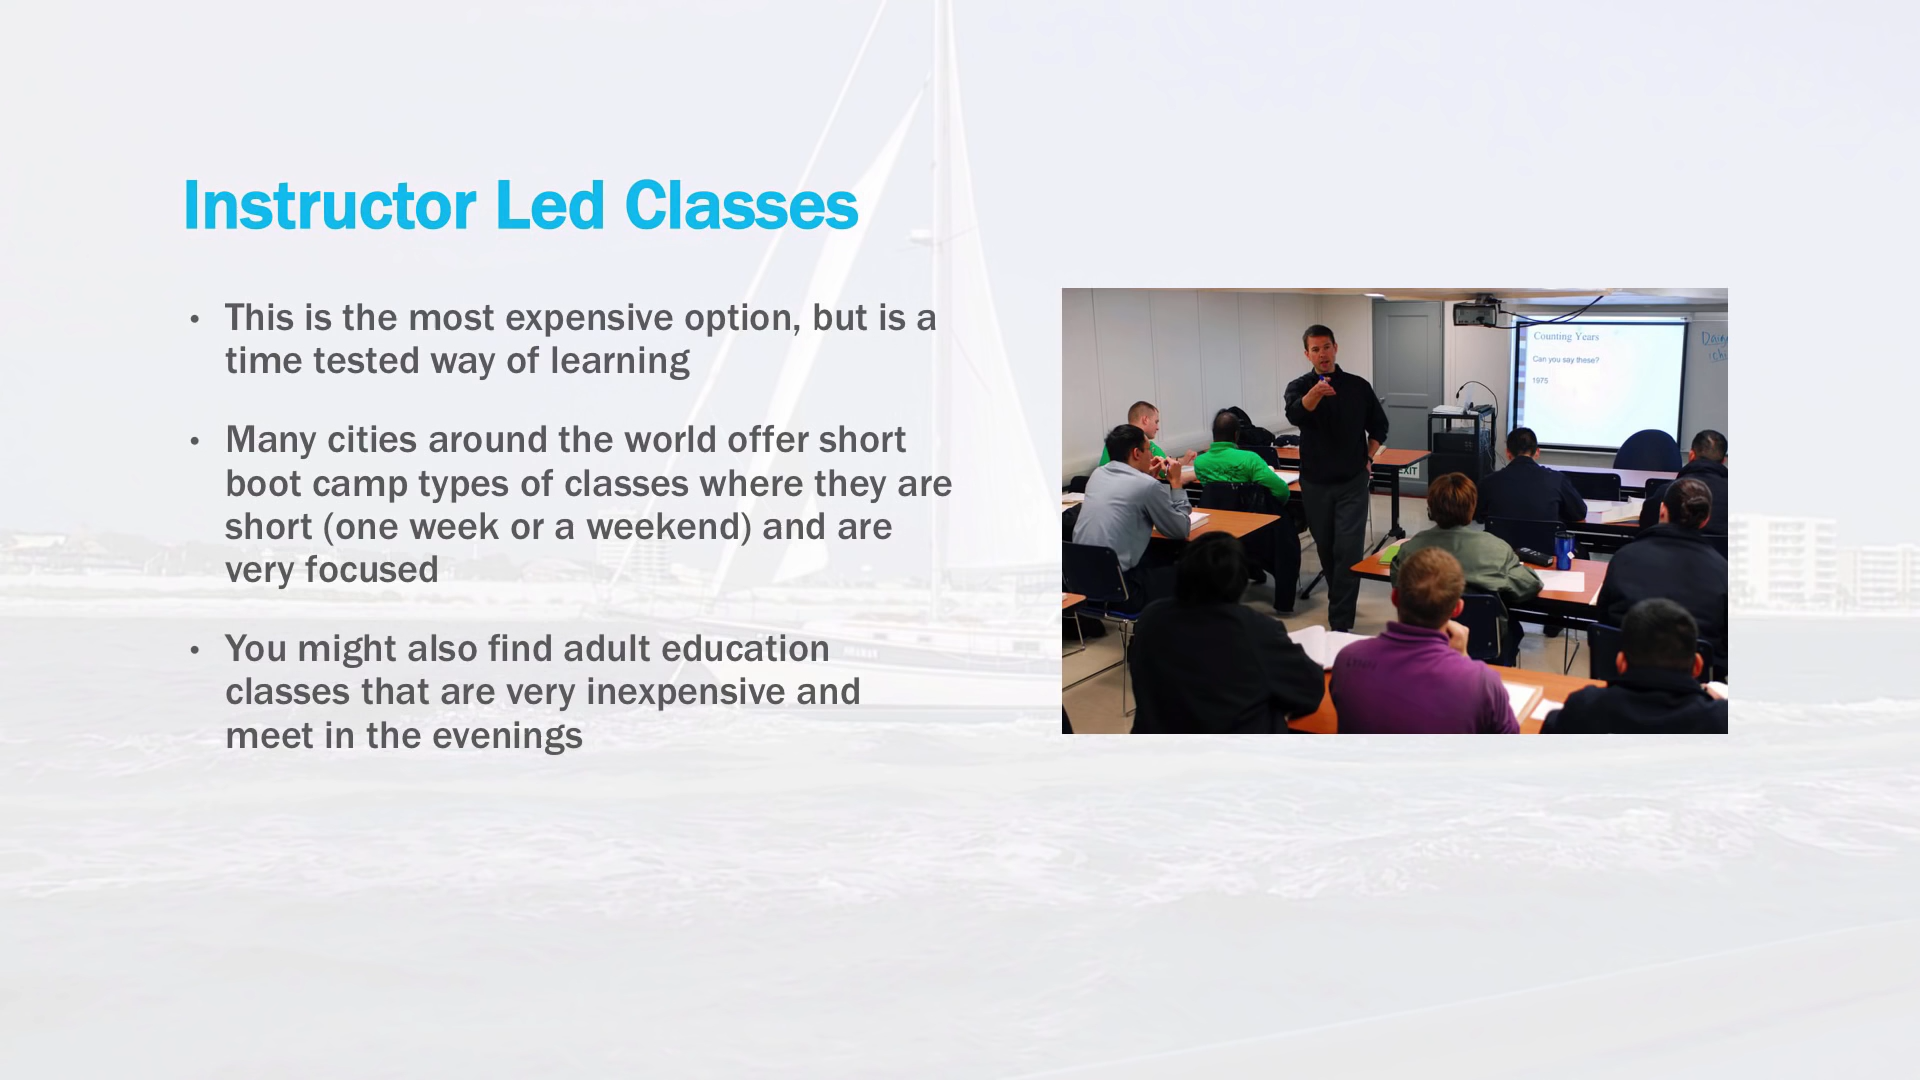 Instructor Led Classes
• This is the most expensive option, but is a
time tested way of learning
• Many cities around the world offer short
boot camp types of classes where they are
short (one week or a weekend) and are
very focused
• You might also find adult education
classes that are very inexpensive and
meet in the evenings
Counting Years
Can you say these?
1975
EXIT